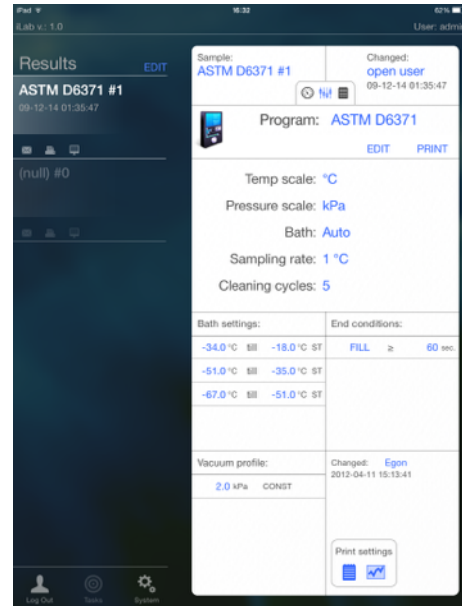 iPad
16:32
62%
iLab v.: 1.0
User: admi
Results
EDIT
ASTM D6371 #1
09-12-14 01:35:47
(null) #0
Log Out
Tasks
System
Sample:
ASTM D6371 #1
Changed:
open user
09-12-14 01:35:47
Program: ASTM D6371
EDIT PRINT
Temp scale: °C
Pressure scale: kPa
Bath: Auto
Sampling rate: 1 °C
Cleaning cycles: 5
Bath settings:
-34.0 °C till -18.0 °C ST
-51.0 °C till -35.0 °C ST
-67.0 °C till -51.0 °C ST
End conditions:
FILL ≥ 60 sec.
Vacuum profile:
2.0 kPa CONST
Changed: Egon
2012-04-11 15:13:41
Print settings